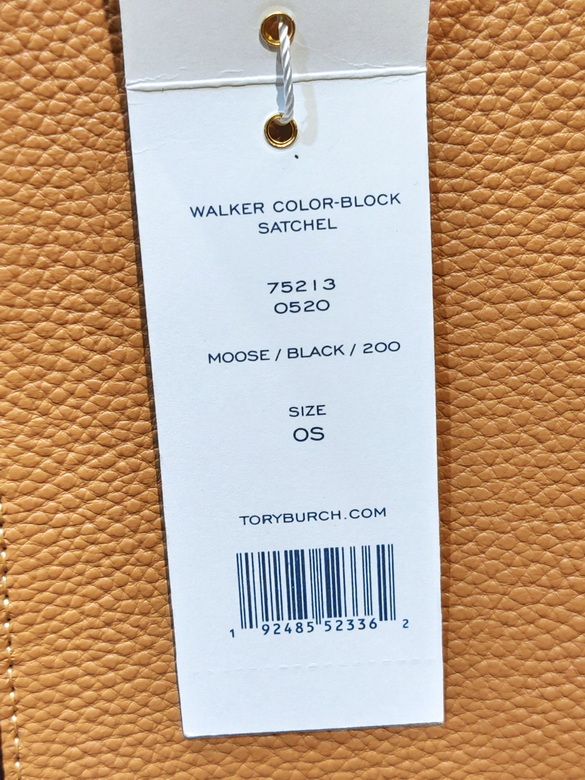 WALKER COLOR-BLOCK
SATCHEL
75213
0520
MOOSE / BLACK / 200
SIZE
OS
TORYBURCH.COM
1 92485 52336 2